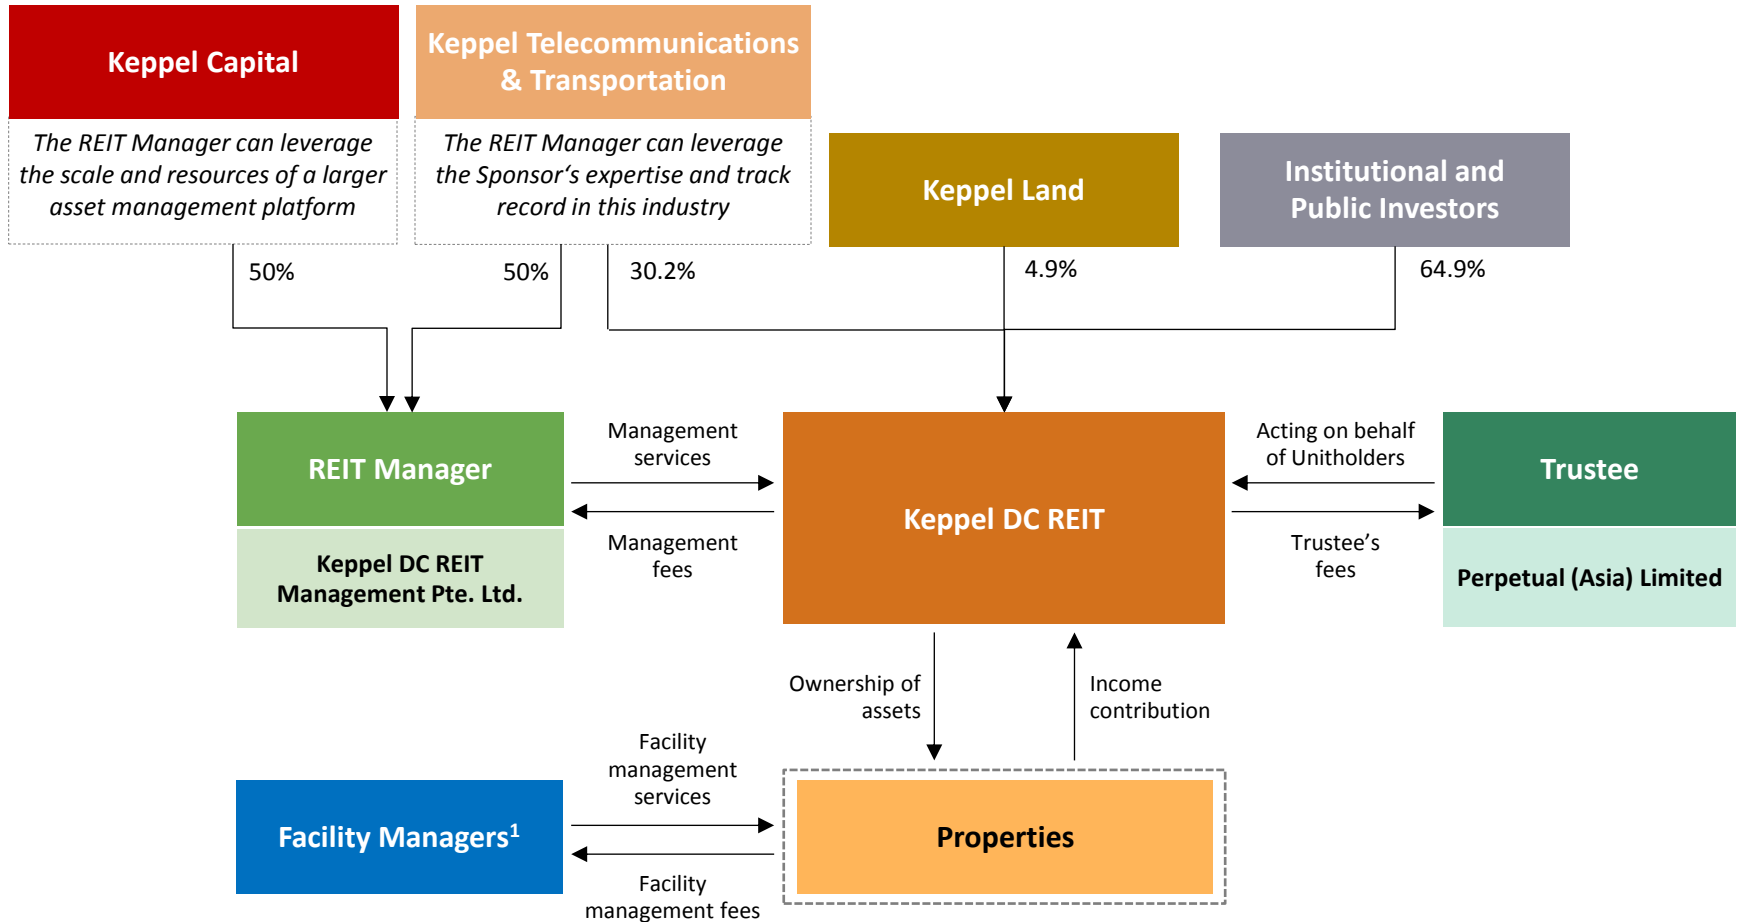 Keppel Capital
The REIT Manager can leverage
the scale and resources of a larger
asset management platform
Keppel Telecommunications
& Transportation
The REIT Manager can leverage
the Sponsor‘s expertise and track
record in this industry
Keppel Land
Institutional and
Public Investors
50%
50%
30.2%
4.9%
64.9%
REIT Manager
Keppel DC REIT
Management Pte. Ltd.
Management
services
Management
fees
Keppel DC REIT
Acting on behalf
of Unitholders
Trustee’s
fees
Trustee
Perpetual (Asia) Limited
Ownership of
assets
Income
contribution
Facility Managers¹
Facility
management
services
Facility
management fees
Properties